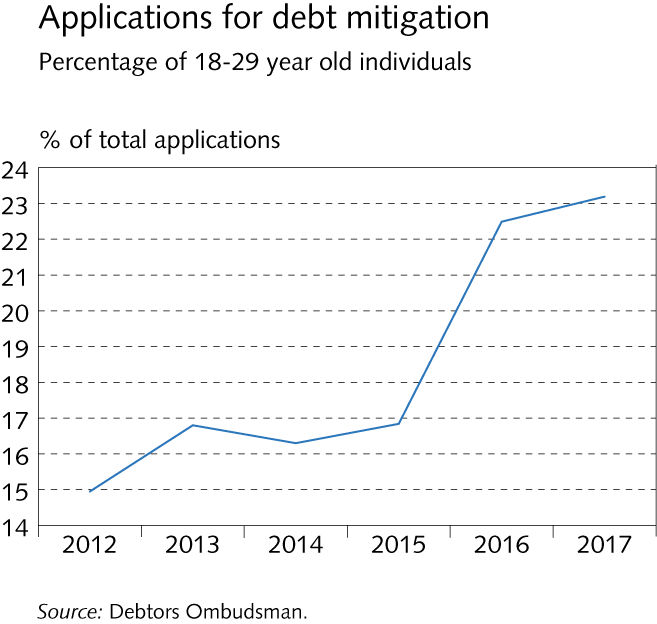 Applications for debt mitigation
Percentage of 18-29 year old individuals
% of total applications
24
23
22
21
20
19
18
17
16
15
14
2012 2013 2014 2015 2016 2017
Source: Debtors Ombudsman.